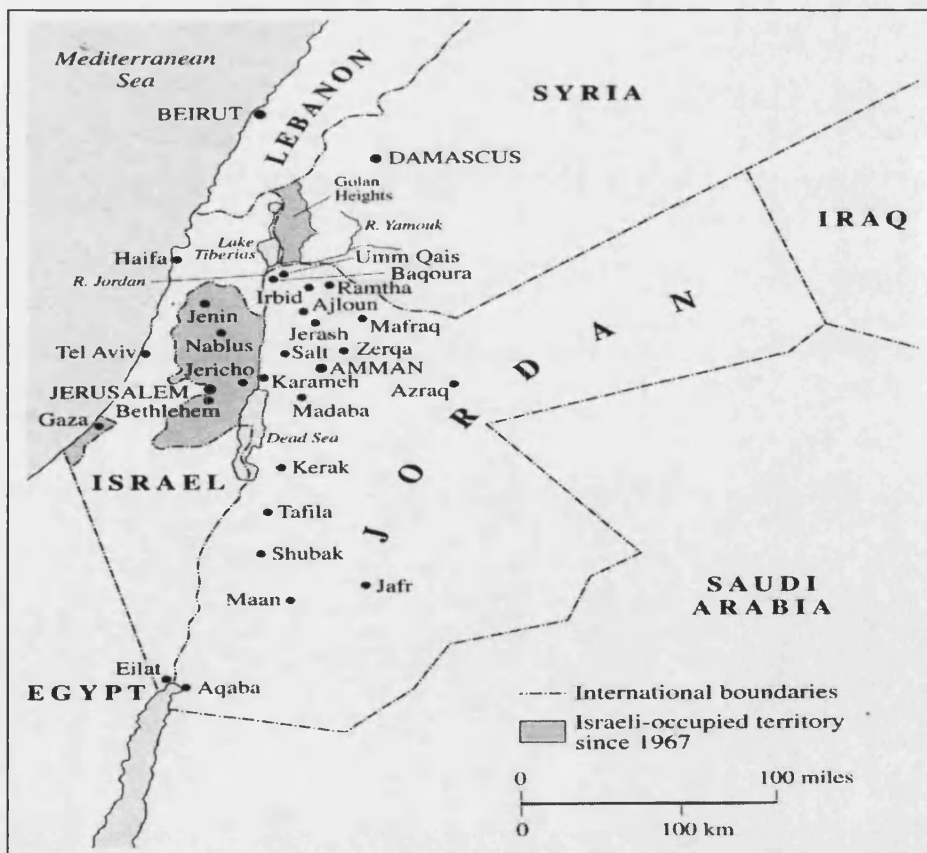 Mediterranean
Sea
BEIRUT
LEBANON
SYRIA
DAMASCUS
Golan
Heights
R. Yamouk
IRAQ
Lake
Tiberias
Haifa
Umm Qais
R. Jordan
Baqoura
Irbid
Ramtha
Ajloun
Jenin
Jerash
Mafraq
Nablus
Tel Aviv
Salt
Zerqa
Jericho
AMMAN
JERUSALEM
Karameh
Azraq
Bethlehem
Madaba
Gaza
JORDAN
Dead Sea
ISRAEL
Kerak
Tafila
Shubak
Jafr
Maan
SAUDI
ARABIA
Eilat
EGYPT
Aqaba
International boundaries
Israeli-occupied territory
since 1967
0 100 miles
0 100 km